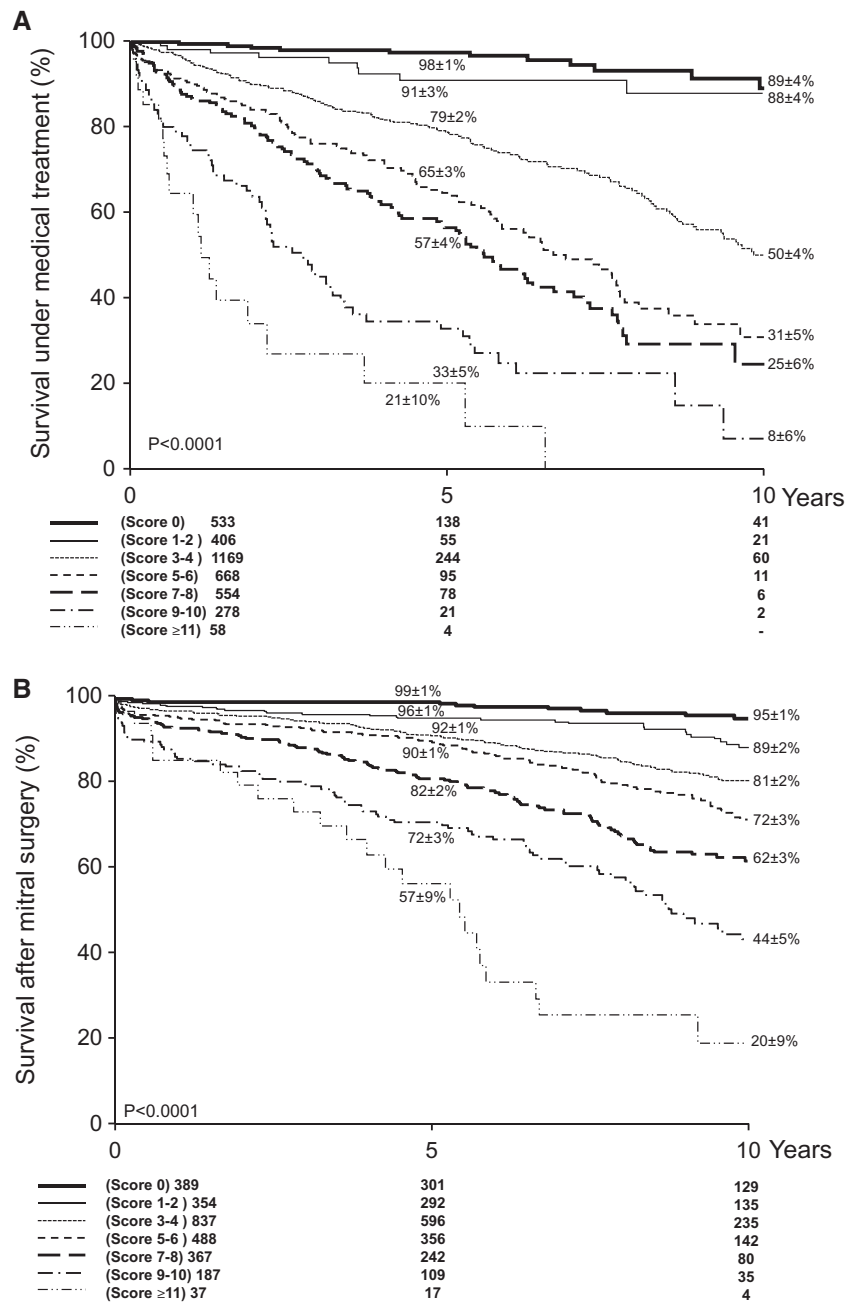 A
Survival under medical treatment (%)
100
80
60
40
20
0
98±1%
91±3%
79±2%
65±3%
57±4%
33±5%
21±10%
89±4%
88±4%
50±4%
31±5%
25±6%
8±6%
P<0.0001
0 5 10 Years
(Score 0) 533 138 41
(Score 1-2 ) 406 55 21
(Score 3-4 ) 1169 244 60
(Score 5-6) 668 95 11
(Score 7-8) 554 78 6
(Score 9-10) 278 21 2
(Score ≥11) 58 4 -
B
Survival after mitral surgery (%)
100
80
60
40
20
0
99±1%
96±1%
92±1%
90±1%
82±2%
72±3%
57±9%
95±1%
89±2%
81±2%
72±3%
62±3%
44±5%
20±9%
P<0.0001
0 5 10 Years
(Score 0) 389 301 129
(Score 1-2 ) 354 292 135
(Score 3-4 ) 837 596 235
(Score 5-6 ) 488 356 142
(Score 7-8) 367 242 80
(Score 9-10) 187 109 35
(Score ≥11) 37 17 4